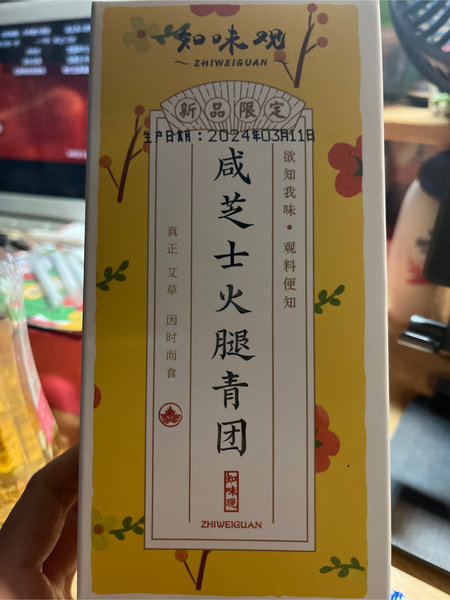 知味观
~ ZHIWEIGUAN
新品限定
生产日期：2024年03月11日
咸芝士火腿青团
欲知我味·观料便知
真正 艾草 因时而食
知味观
ZHIWEIGUAN